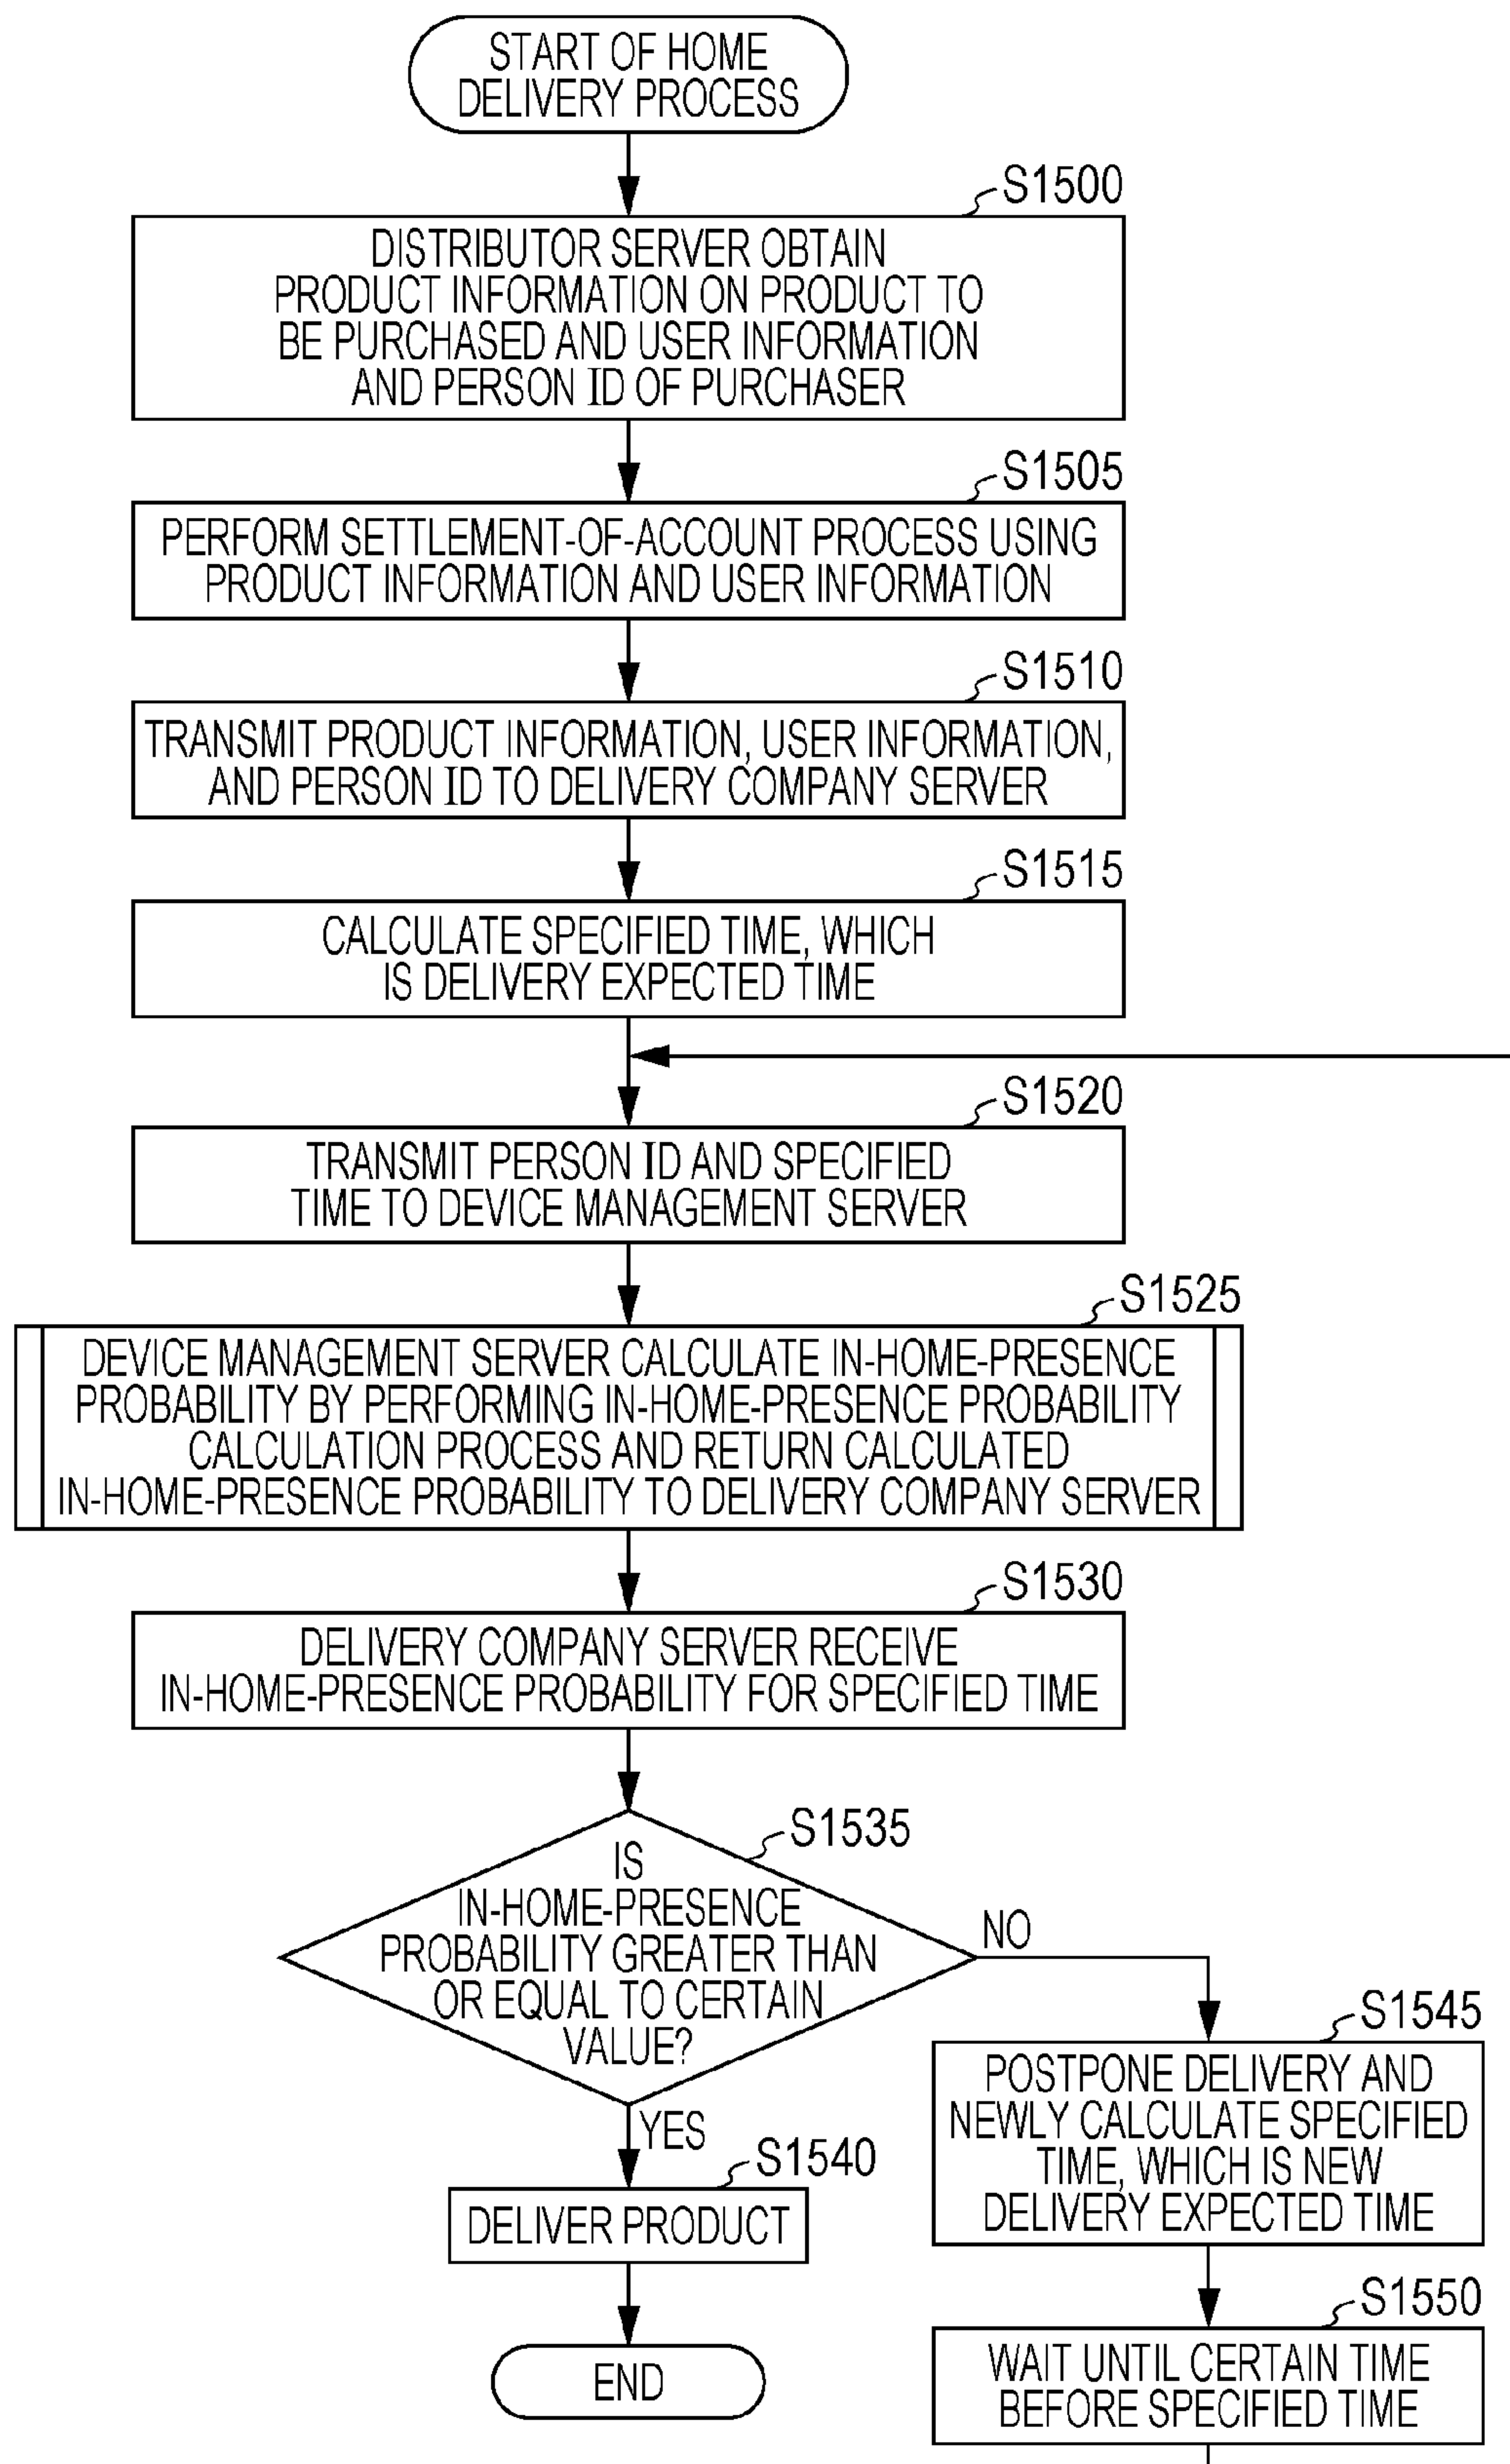 START OF HOME
DELIVERY PROCESS
S1500
DISTRIBUTOR SERVER OBTAIN
PRODUCT INFORMATION ON PRODUCT TO
BE PURCHASED AND USER INFORMATION
AND PERSON ID OF PURCHASER
S1505
PERFORM SETTLEMENT-OF-ACCOUNT PROCESS USING
PRODUCT INFORMATION AND USER INFORMATION
S1510
TRANSMIT PRODUCT INFORMATION, USER INFORMATION,
AND PERSON ID TO DELIVERY COMPANY SERVER
S1515
CALCULATE SPECIFIED TIME, WHICH
IS DELIVERY EXPECTED TIME
S1520
TRANSMIT PERSON ID AND SPECIFIED
TIME TO DEVICE MANAGEMENT SERVER
S1525
DEVICE MANAGEMENT SERVER CALCULATE IN-HOME-PRESENCE
PROBABILITY BY PERFORMING IN-HOME-PRESENCE PROBABILITY
CALCULATION PROCESS AND RETURN CALCULATED
IN-HOME-PRESENCE PROBABILITY TO DELIVERY COMPANY SERVER
S1530
DELIVERY COMPANY SERVER RECEIVE
IN-HOME-PRESENCE PROBABILITY FOR SPECIFIED TIME
S1535
IS
IN-HOME-PRESENCE
PROBABILITY GREATER THAN
OR EQUAL TO CERTAIN
VALUE?
NO
YES
S1540
DELIVER PRODUCT
END
S1545
POSTPONE DELIVERY AND
NEWLY CALCULATE SPECIFIED
TIME, WHICH IS NEW
DELIVERY EXPECTED TIME
S1550
WAIT UNTIL CERTAIN TIME
BEFORE SPECIFIED TIME